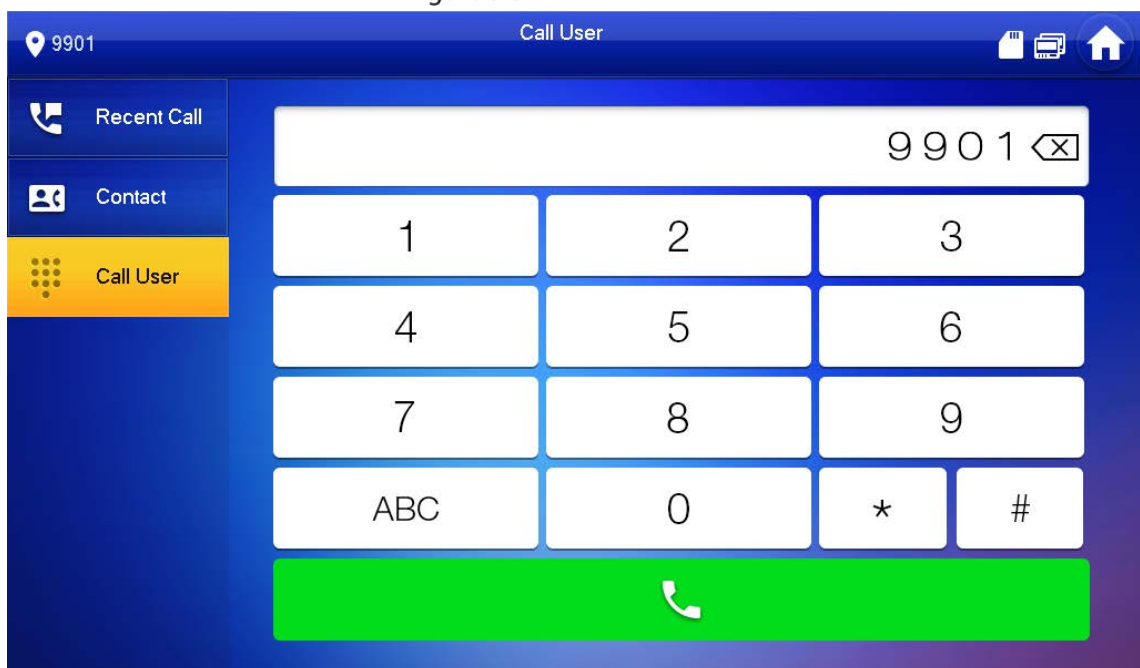 9901
Call User
Recent Call
Contact
Call User
9901
1 2 3
4 5 6
7 8 9
ABC 0 * #